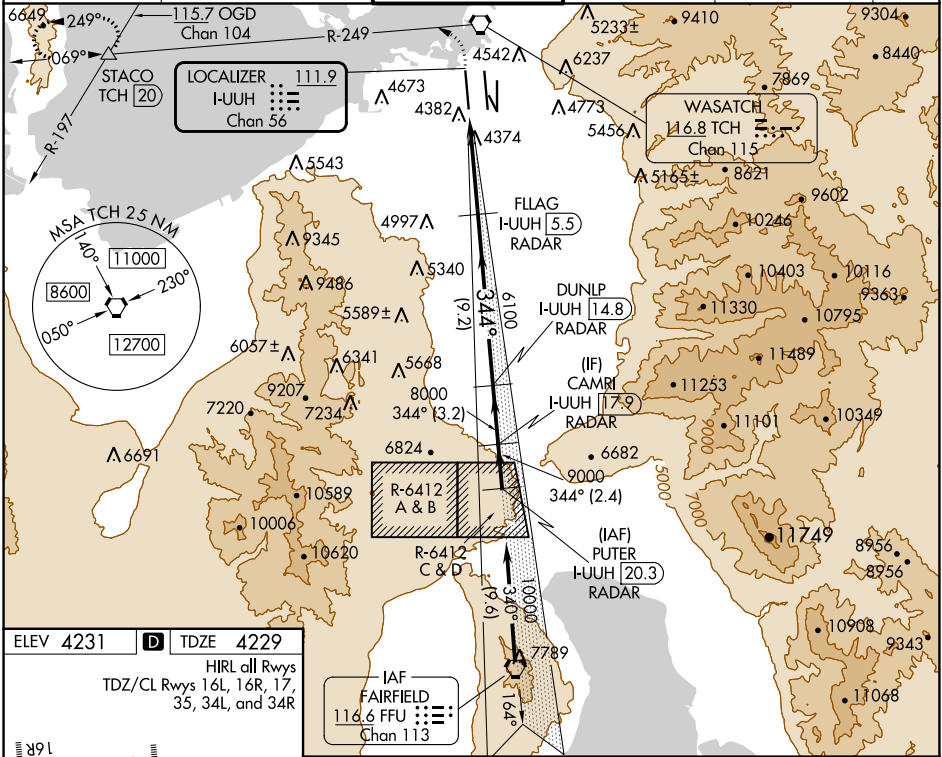 6649
249°
115.7 OGD
Chan 104
R-249
069°
STACO
TCH 20
R-197
LOCALIZER 111.9
I-UUH
Chan 56
4542
5233±
9410
9304
8440
6237
7869
4673
4382
4374
4773
5456
WASATCH
116.8 TCH
Chan 115
5543
5165±
8621
9602
MSA TCH 25 NM
140°
11000
8600
230°
050°
12700
9345
4997
FLLAG
I-UUH 5.5
RADAR
10246
9486
5340
10403
10116
9363
5589±
344°
(9.2)
6100
DUNLP
I-UUH 14.8
RADAR
11330
10795
6057±
6341
5668
11489
9207
7220
7234
8000
344° (3.2)
(IF)
CAMRI
I-UUH 17.9
RADAR
11253
11101
10349
6691
6824
6682
9000
344° (2.4)
5000
7000
7000
R-6412
A & B
R-6412
C & D
10589
10006
10620
(IAF)
PUTER
I-UUH 20.3
RADAR
11749
8956
8956
340°
10000
(9.6)
7789
164°
10908
9343
11068
IAF
FAIRFIELD
116.6 FFU
Chan 113
ELEV 4231 D TDZE 4229
HIRL all Rwys
TDZ/CL Rwys 16L, 16R, 17,
35, 34L, and 34R
16R